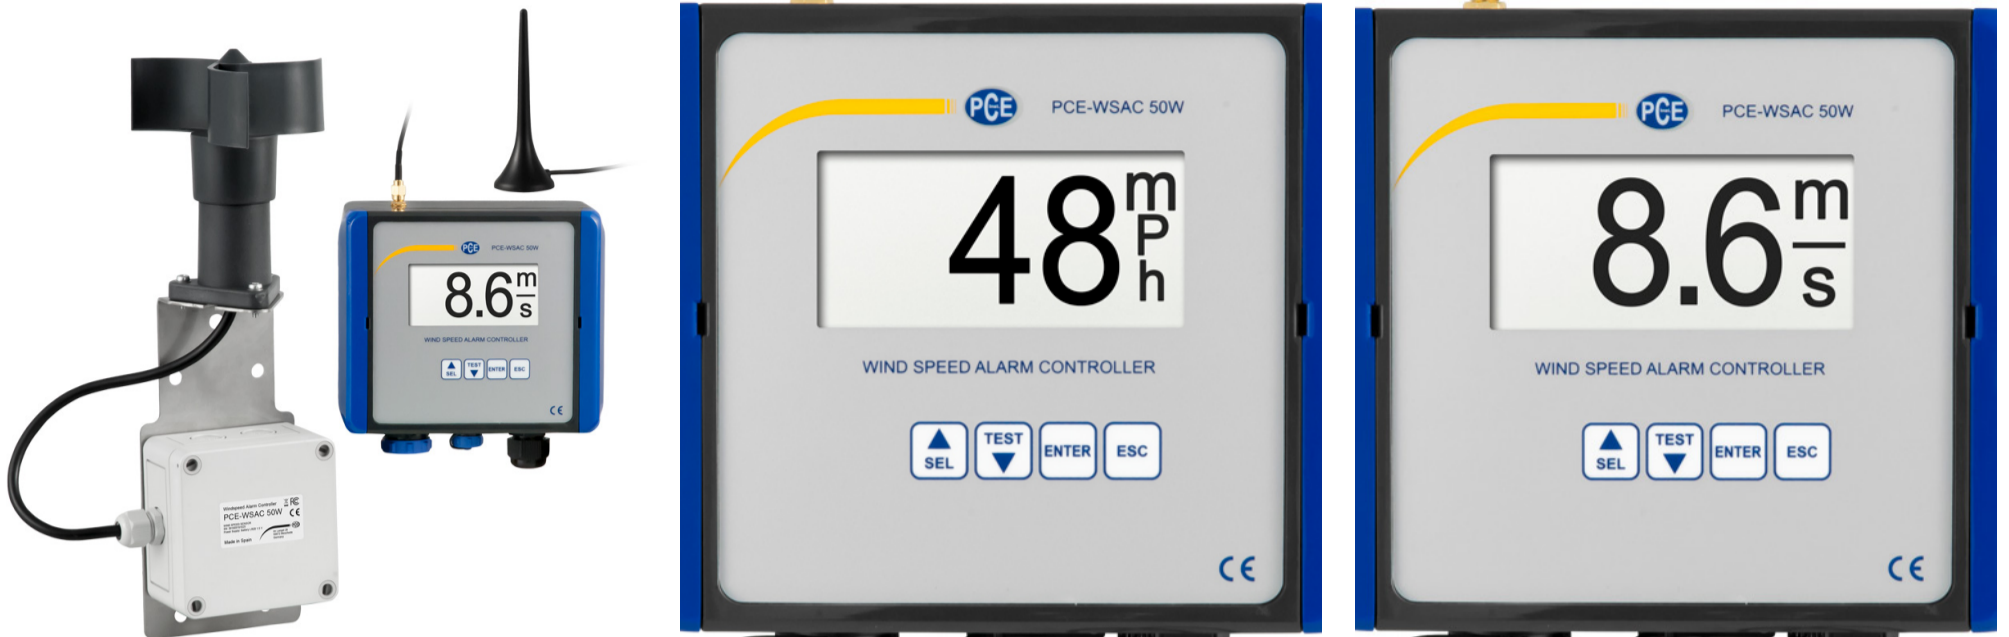 PCE PCE-WSAC 50W
8.6 m/s
WIND SPEED ALARM CONTROLLER
SEL
TEST
ENTER
ESC
CE
Windspeed Alarm Controller
PCE-WSAC 50W
CE
Made in Spain
PCE PCE-WSAC 50W
48 mPh
WIND SPEED ALARM CONTROLLER
SEL
TEST
ENTER
ESC
CE
PCE PCE-WSAC 50W
8.6 m/s
WIND SPEED ALARM CONTROLLER
SEL
TEST
ENTER
ESC
CE